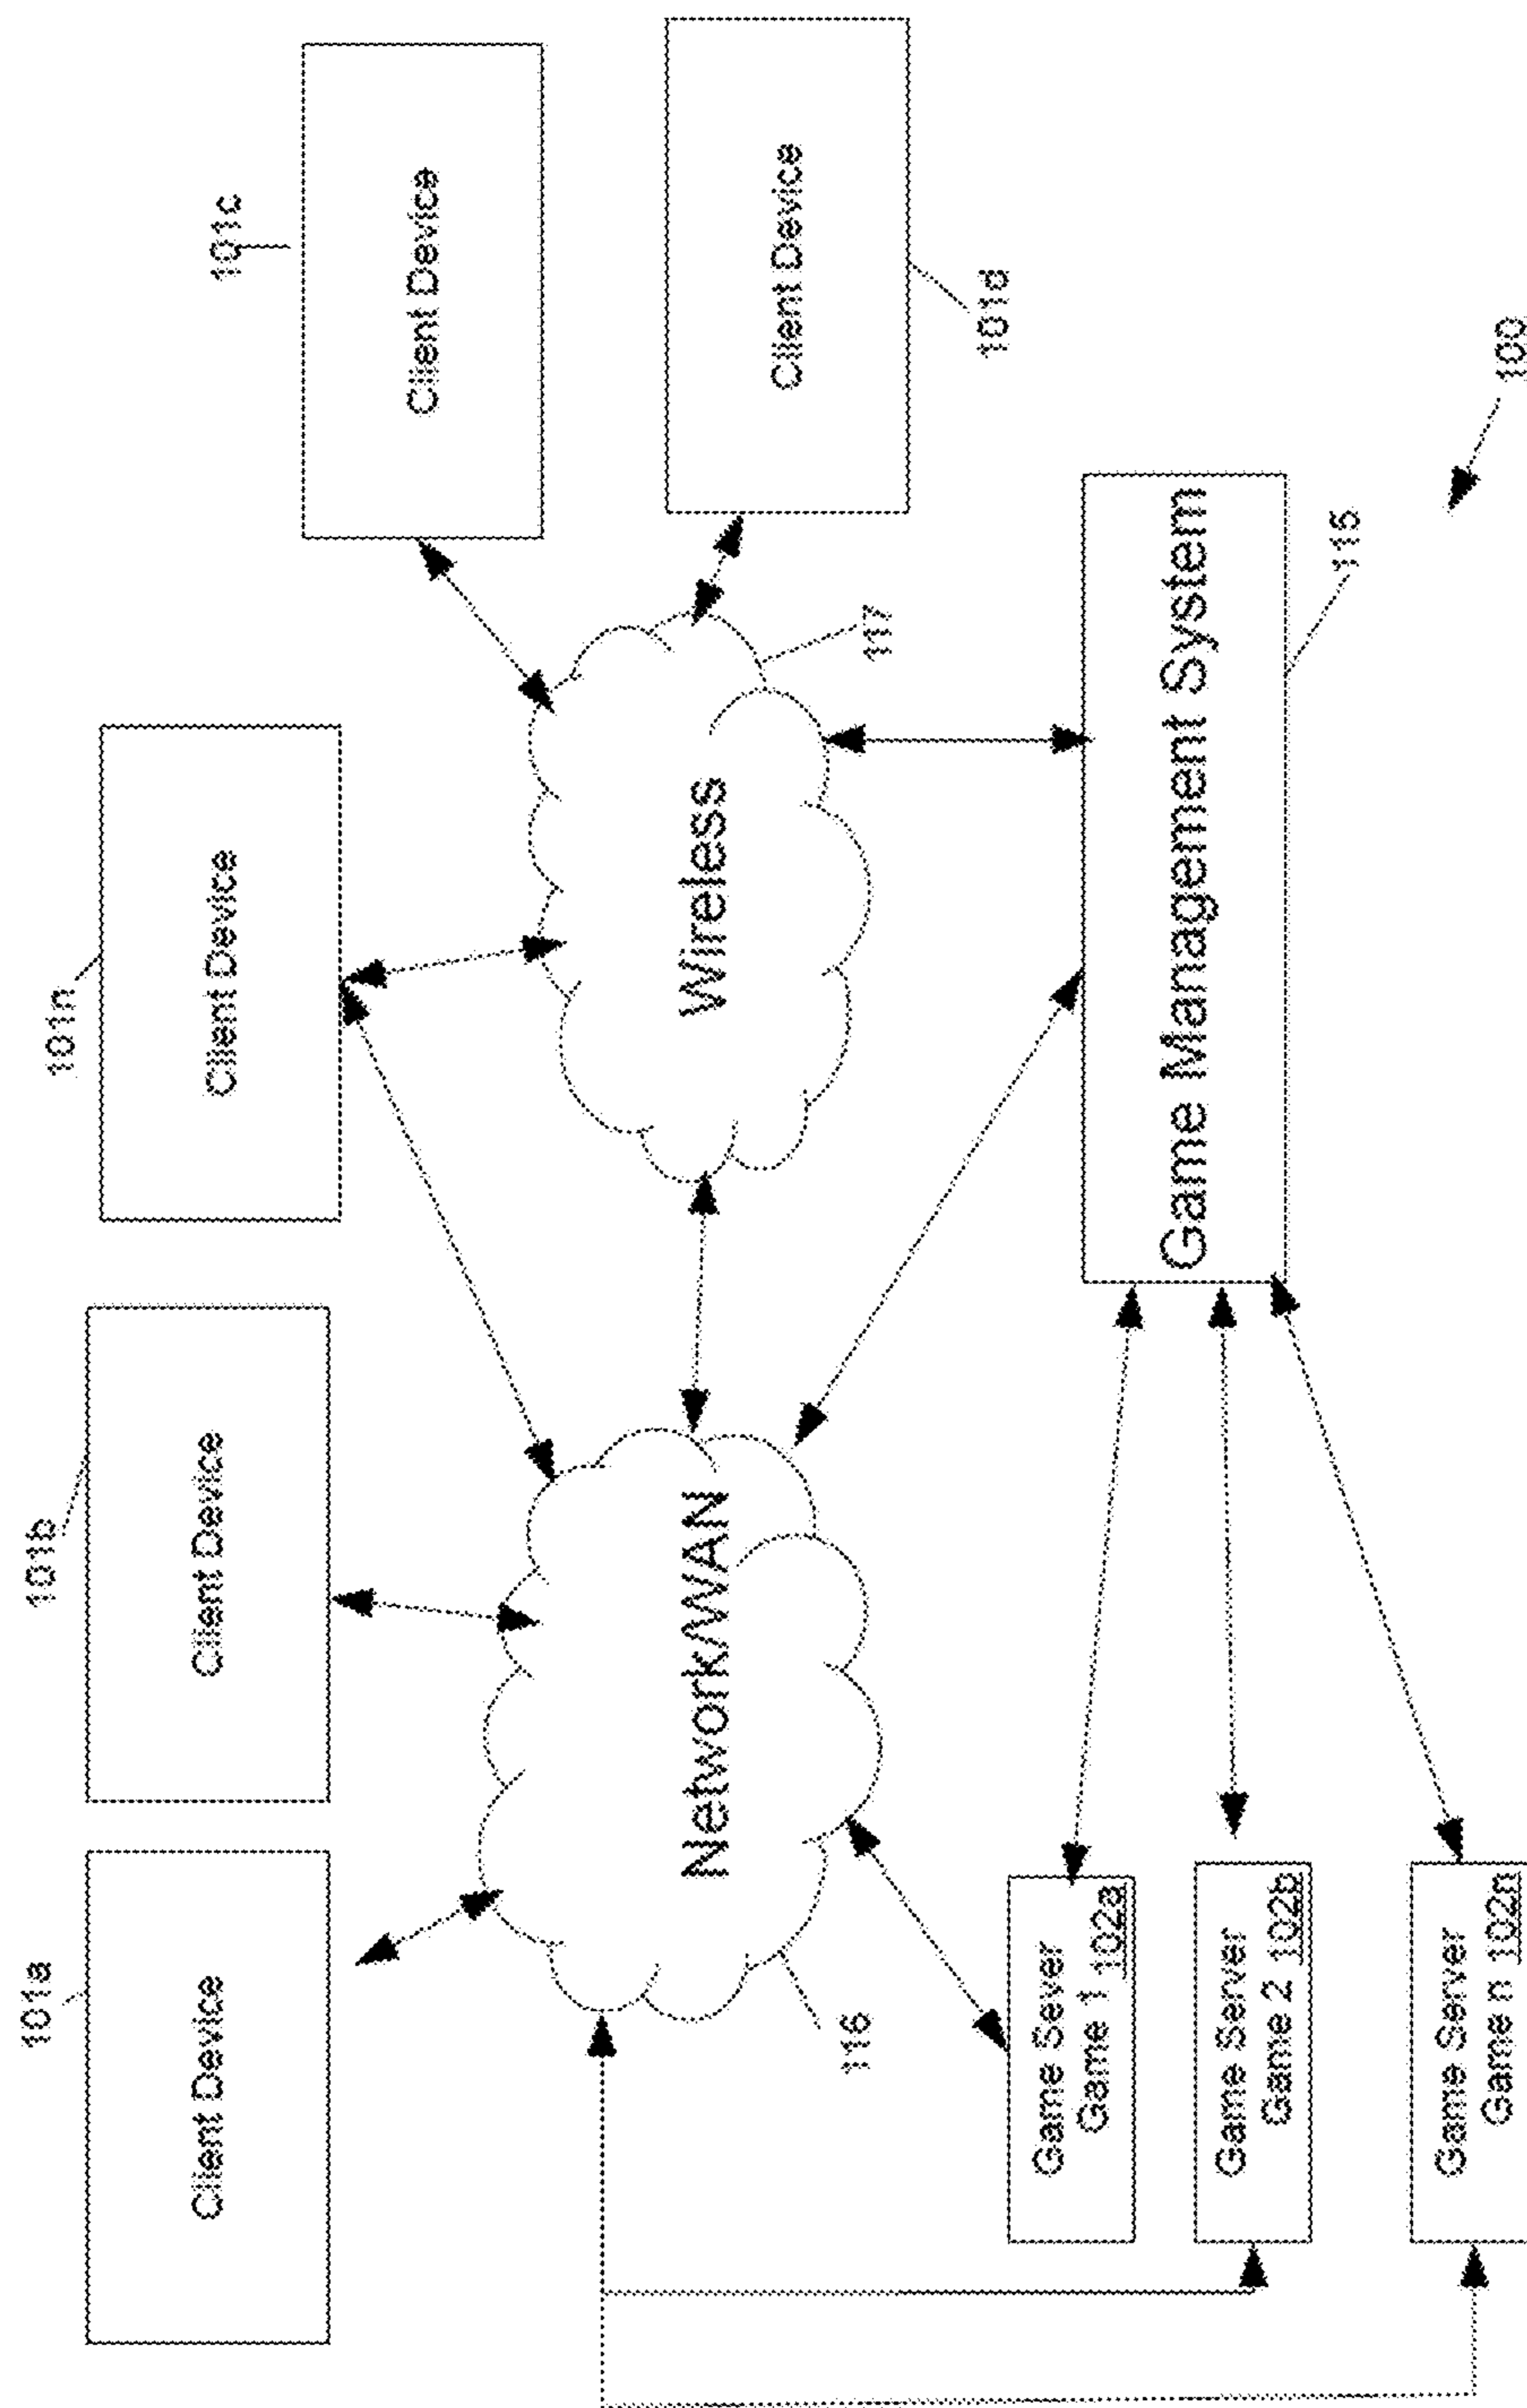 101a
Client Device
101b
Client Device
101n
Client Device
101c
Client Device
Client Device
101d
Network/WAN
116
Wireless
117
Game Sever
Game 1 102a
Game Server
Game 2 102b
Game Server
Game n 102n
Game Management System
115
100